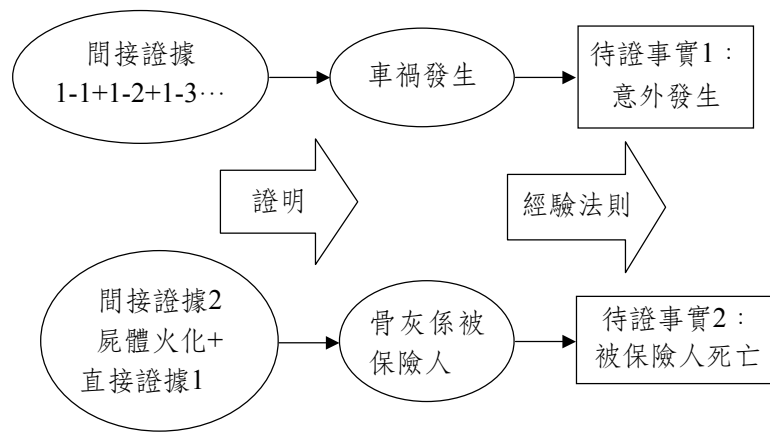 間接證據
1-1+1-2+1-3…
車禍發生
待證事實1：
意外發生
證明
經驗法則
間接證據2
屍體火化+
直接證據1
骨灰係被
保險人
待證事實2：
被保險人死亡